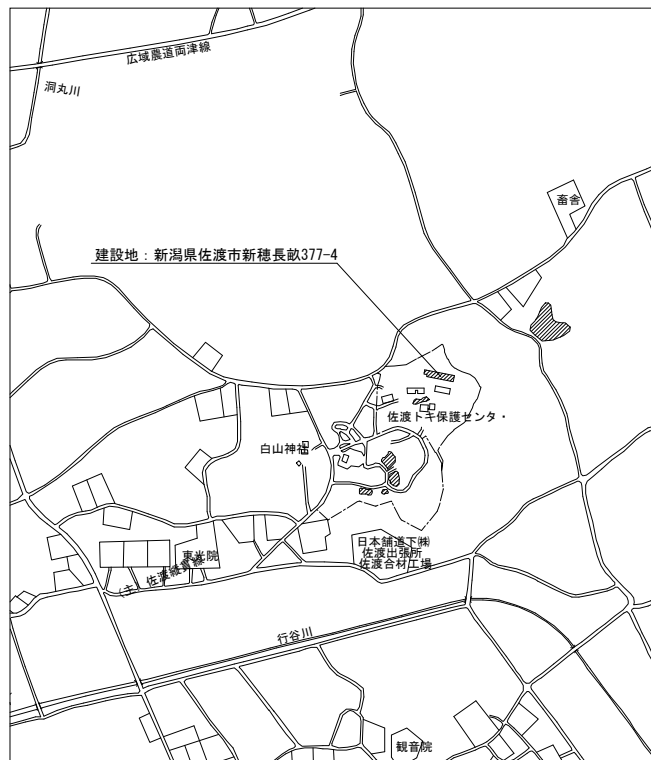 広域農道両津線
洞丸川
畜舎
建設地：新潟県佐渡市新穂長畝377-4
佐渡トキ保護センタ・
白山神社
日本舗道下㈱
佐渡出張所
佐渡合材工場
東光院
(主)佐渡縦貫線
行谷川
観音院